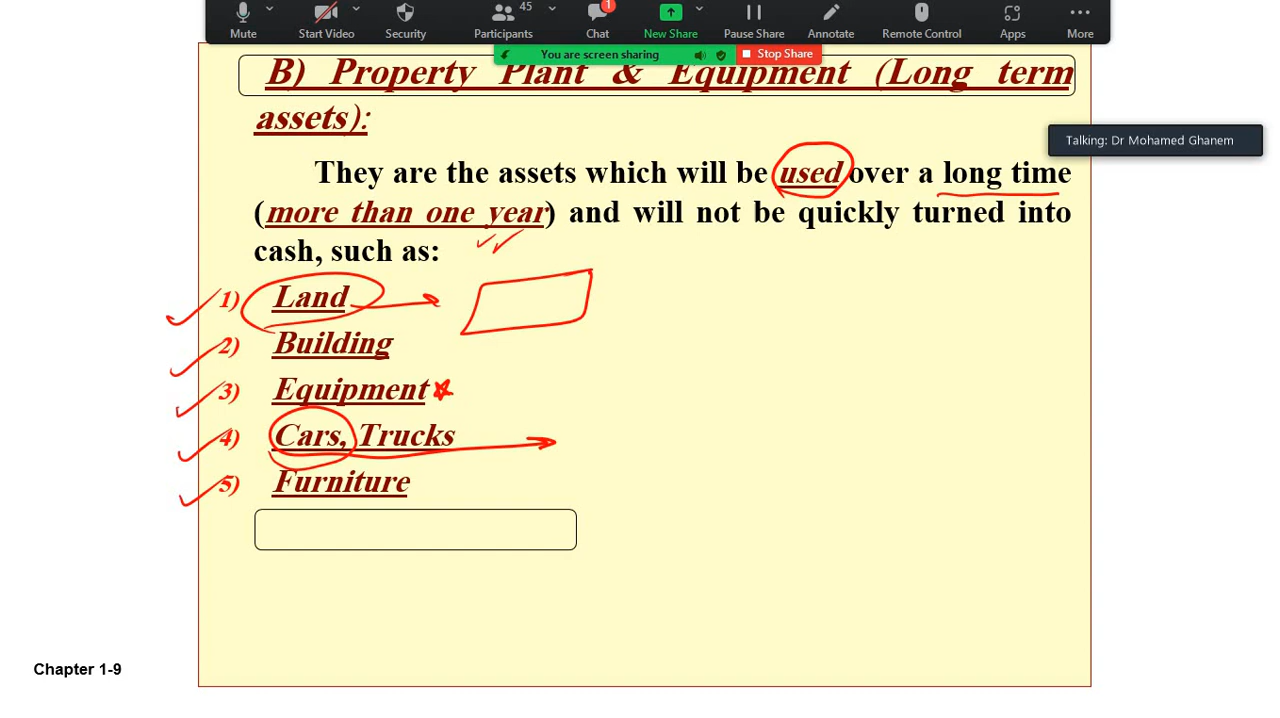 45
1
Mute
Start Video
Security
Participants
Chat
New Share
Pause Share
Annotate
Remote Control
Apps
More
You are screen sharing
Stop Share
B) Property Plant & Equipment (Long term
assets):
Talking: Dr Mohamed Ghanem
They are the assets which will be used over a long time
(more than one year) and will not be quickly turned into
cash, such as:
1) Land
2) Building
3) Equipment
4) Cars, Trucks
5) Furniture
Chapter 1-9